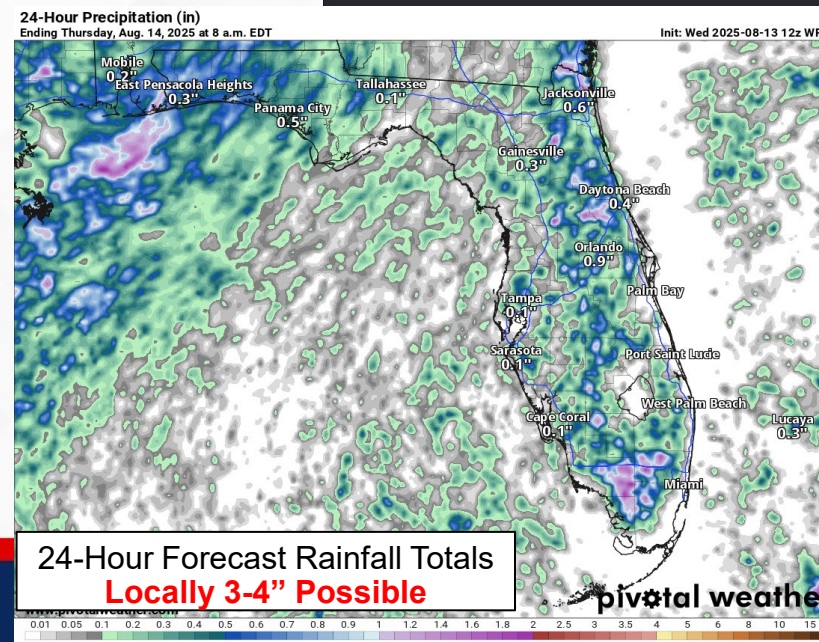 24-Hour Precipitation (in)
Ending Thursday, Aug. 14, 2025 at 8 a.m. EDT
Init: Wed 2025-08-13 12z WP
Mobile
0.2"
East Pensacola Heights
0.3"
Panama City
0.5"
Tallahassee
0.1"
Jacksonville
0.6"
Gainesville
0.3"
Daytona Beach
0.4"
Orlando
0.9"
Palm Bay
Tampa
0.1"
Sarasota
0.1"
Port Saint Lucie
West Palm Beach
Cape Coral
0.1"
Lucaya
0.3"
Miami
24-Hour Forecast Rainfall Totals
Locally 3-4” Possible
www.pivotalweather.com
pivotal weathe
0.01 0.05 0.1 0.2 0.3 0.4 0.5 0.6 0.7 0.8 0.9 1 1.2 1.4 1.6 1.8 2 2.5 3 3.5 4 5 6 8 10 15